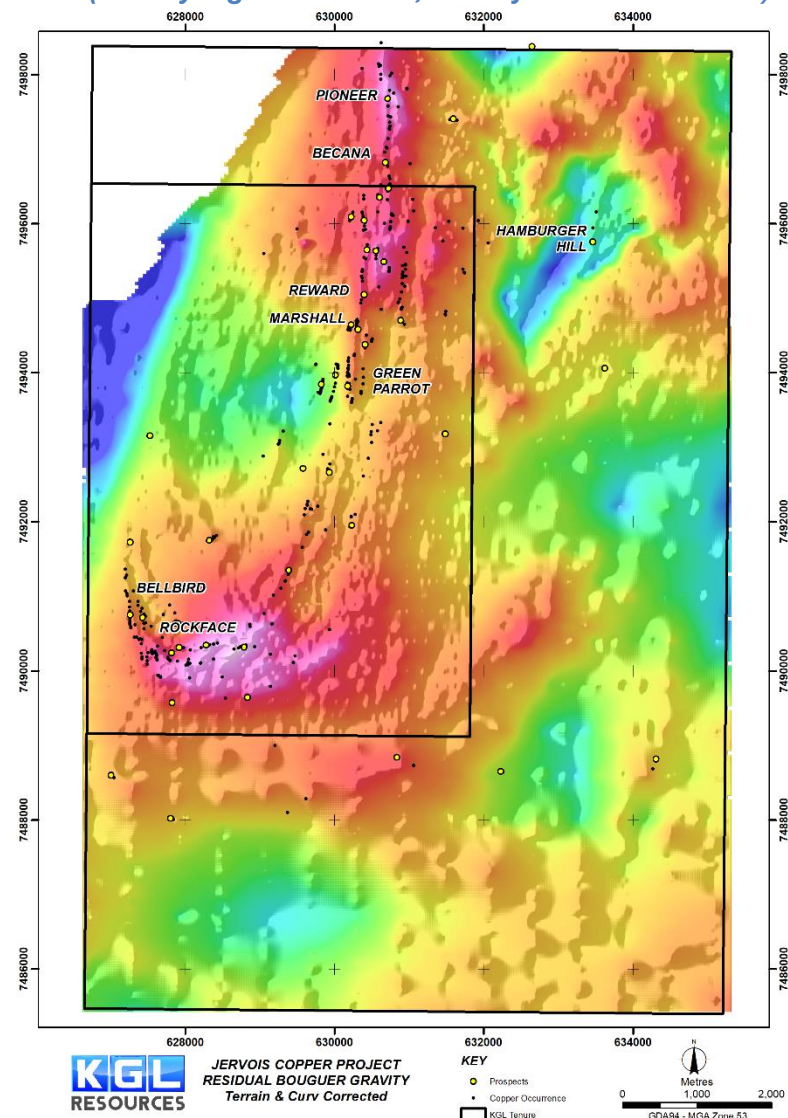 628000 630000 632000 634000
7498000 7498000
PIONEER
BECANA
7496000 7496000
HAMBURGER
HILL
REWARD
MARSHALL
7494000 7494000
GREEN
PARROT
7492000 7492000
BELLBIRD
ROCKFACE
7490000 7490000
7488000 7488000
7486000 7486000
628000 630000 632000 634000
KGL
RESOURCES
JERVOIS COPPER PROJECT
RESIDUAL BOUGUER GRAVITY
Terrain & Curv Corrected
KEY
Prospects
Copper Occurrence
KGL Tenure
N
Metres
0 1,000 2,000
GDA94 - MGA Zone 53